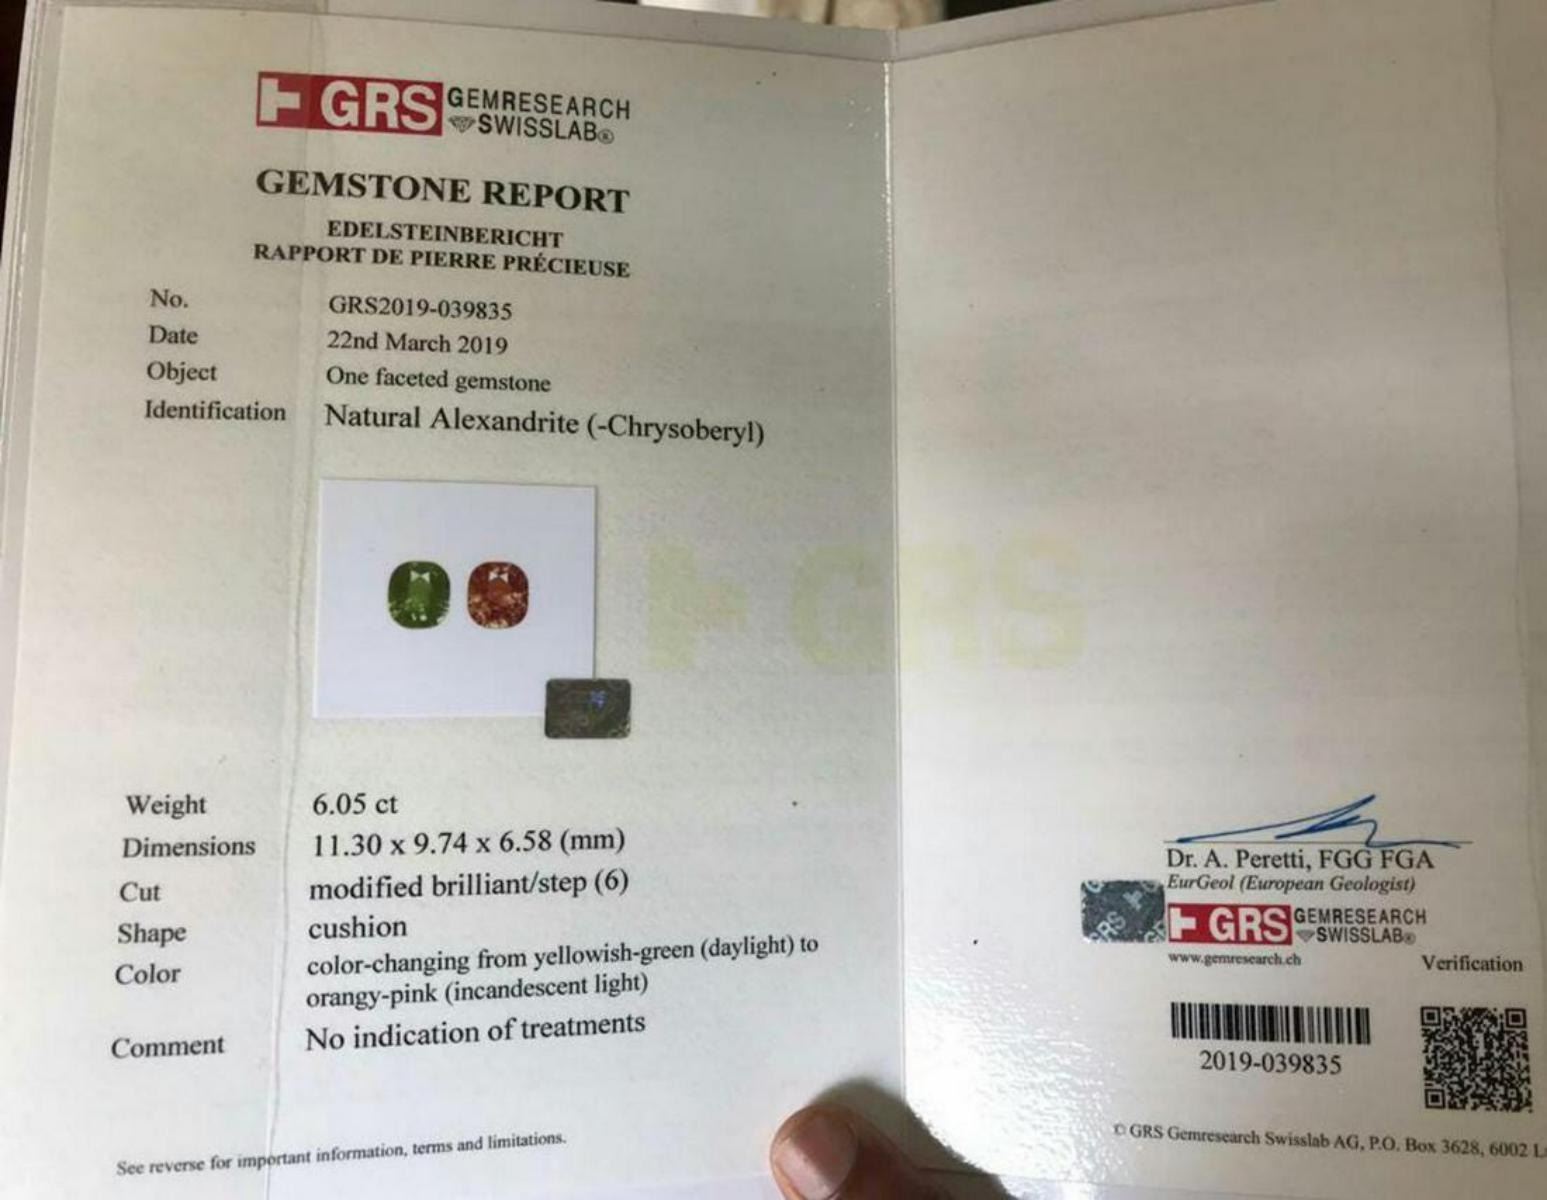 GRS GEMRESEARCH
SWISSLAB®
GEMSTONE REPORT
EDELSTEINBERICHT
RAPPORT DE PIERRE PRÉCIEUSE
No. GRS2019-039835
Date 22nd March 2019
Object One faceted gemstone
Identification Natural Alexandrite (-Chrysoberyl)
GRS
Weight 6.05 ct
Dimensions 11.30 x 9.74 x 6.58 (mm)
Cut modified brilliant/step (6)
Shape cushion
Color color-changing from yellowish-green (daylight) to
orangy-pink (incandescent light)
Comment No indication of treatments
See reverse for important information, terms and limitations.
Dr. A. Peretti, FGG FGA
EurGeol (European Geologist)
GRS GEMRESEARCH
SWISSLAB®
www.gemresearch.ch
Verification
2019-039835
© GRS Gemresearch Swisslab AG, P.O. Box 3628, 6002